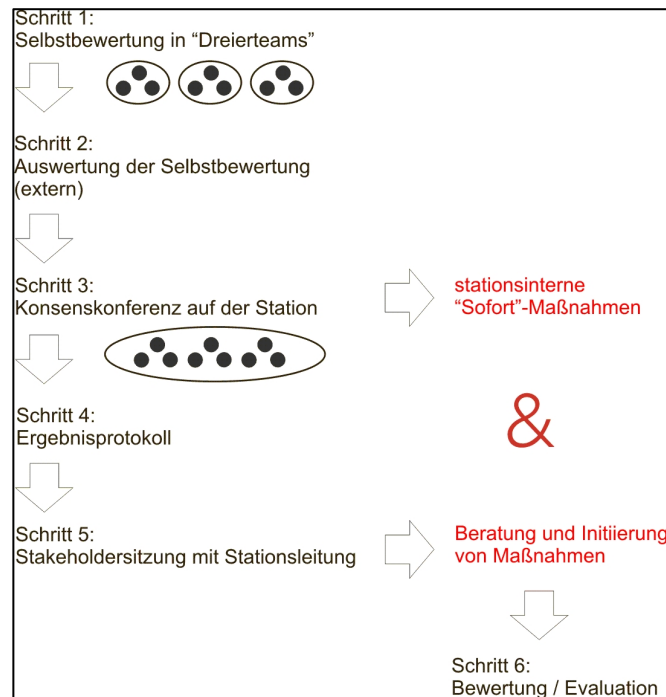 Schritt 1:
Selbstbewertung in “Dreierteams”
Schritt 2:
Auswertung der Selbstbewertung
(extern)
Schritt 3:
Konsenskonferenz auf der Station
stationsinterne
“Sofort”-Maßnahmen
&
Schritt 4:
Ergebnisprotokoll
Schritt 5:
Stakeholdersitzung mit Stationsleitung
Beratung und Initiierung
von Maßnahmen
Schritt 6:
Bewertung / Evaluation